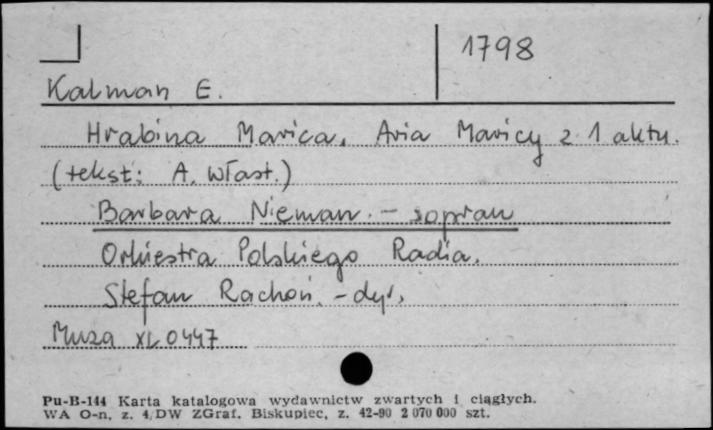 1798
Kalman E.
Hrabina Marica. Aria Maricy z 1 aktu.
(tekst: A. Włast.)
Barbara Nieman. - sopran
Orkiestra Polskiego Radia.
Stefan Rachoń. - dyr.
Muza XL 0447
Pu-B-144 Karta katalogowa wydawnictw zwartych i ciągłych.
WA O-n, z. 4/DW ZGraf. Biskupiec, z. 42-90 2 070 000 szt.